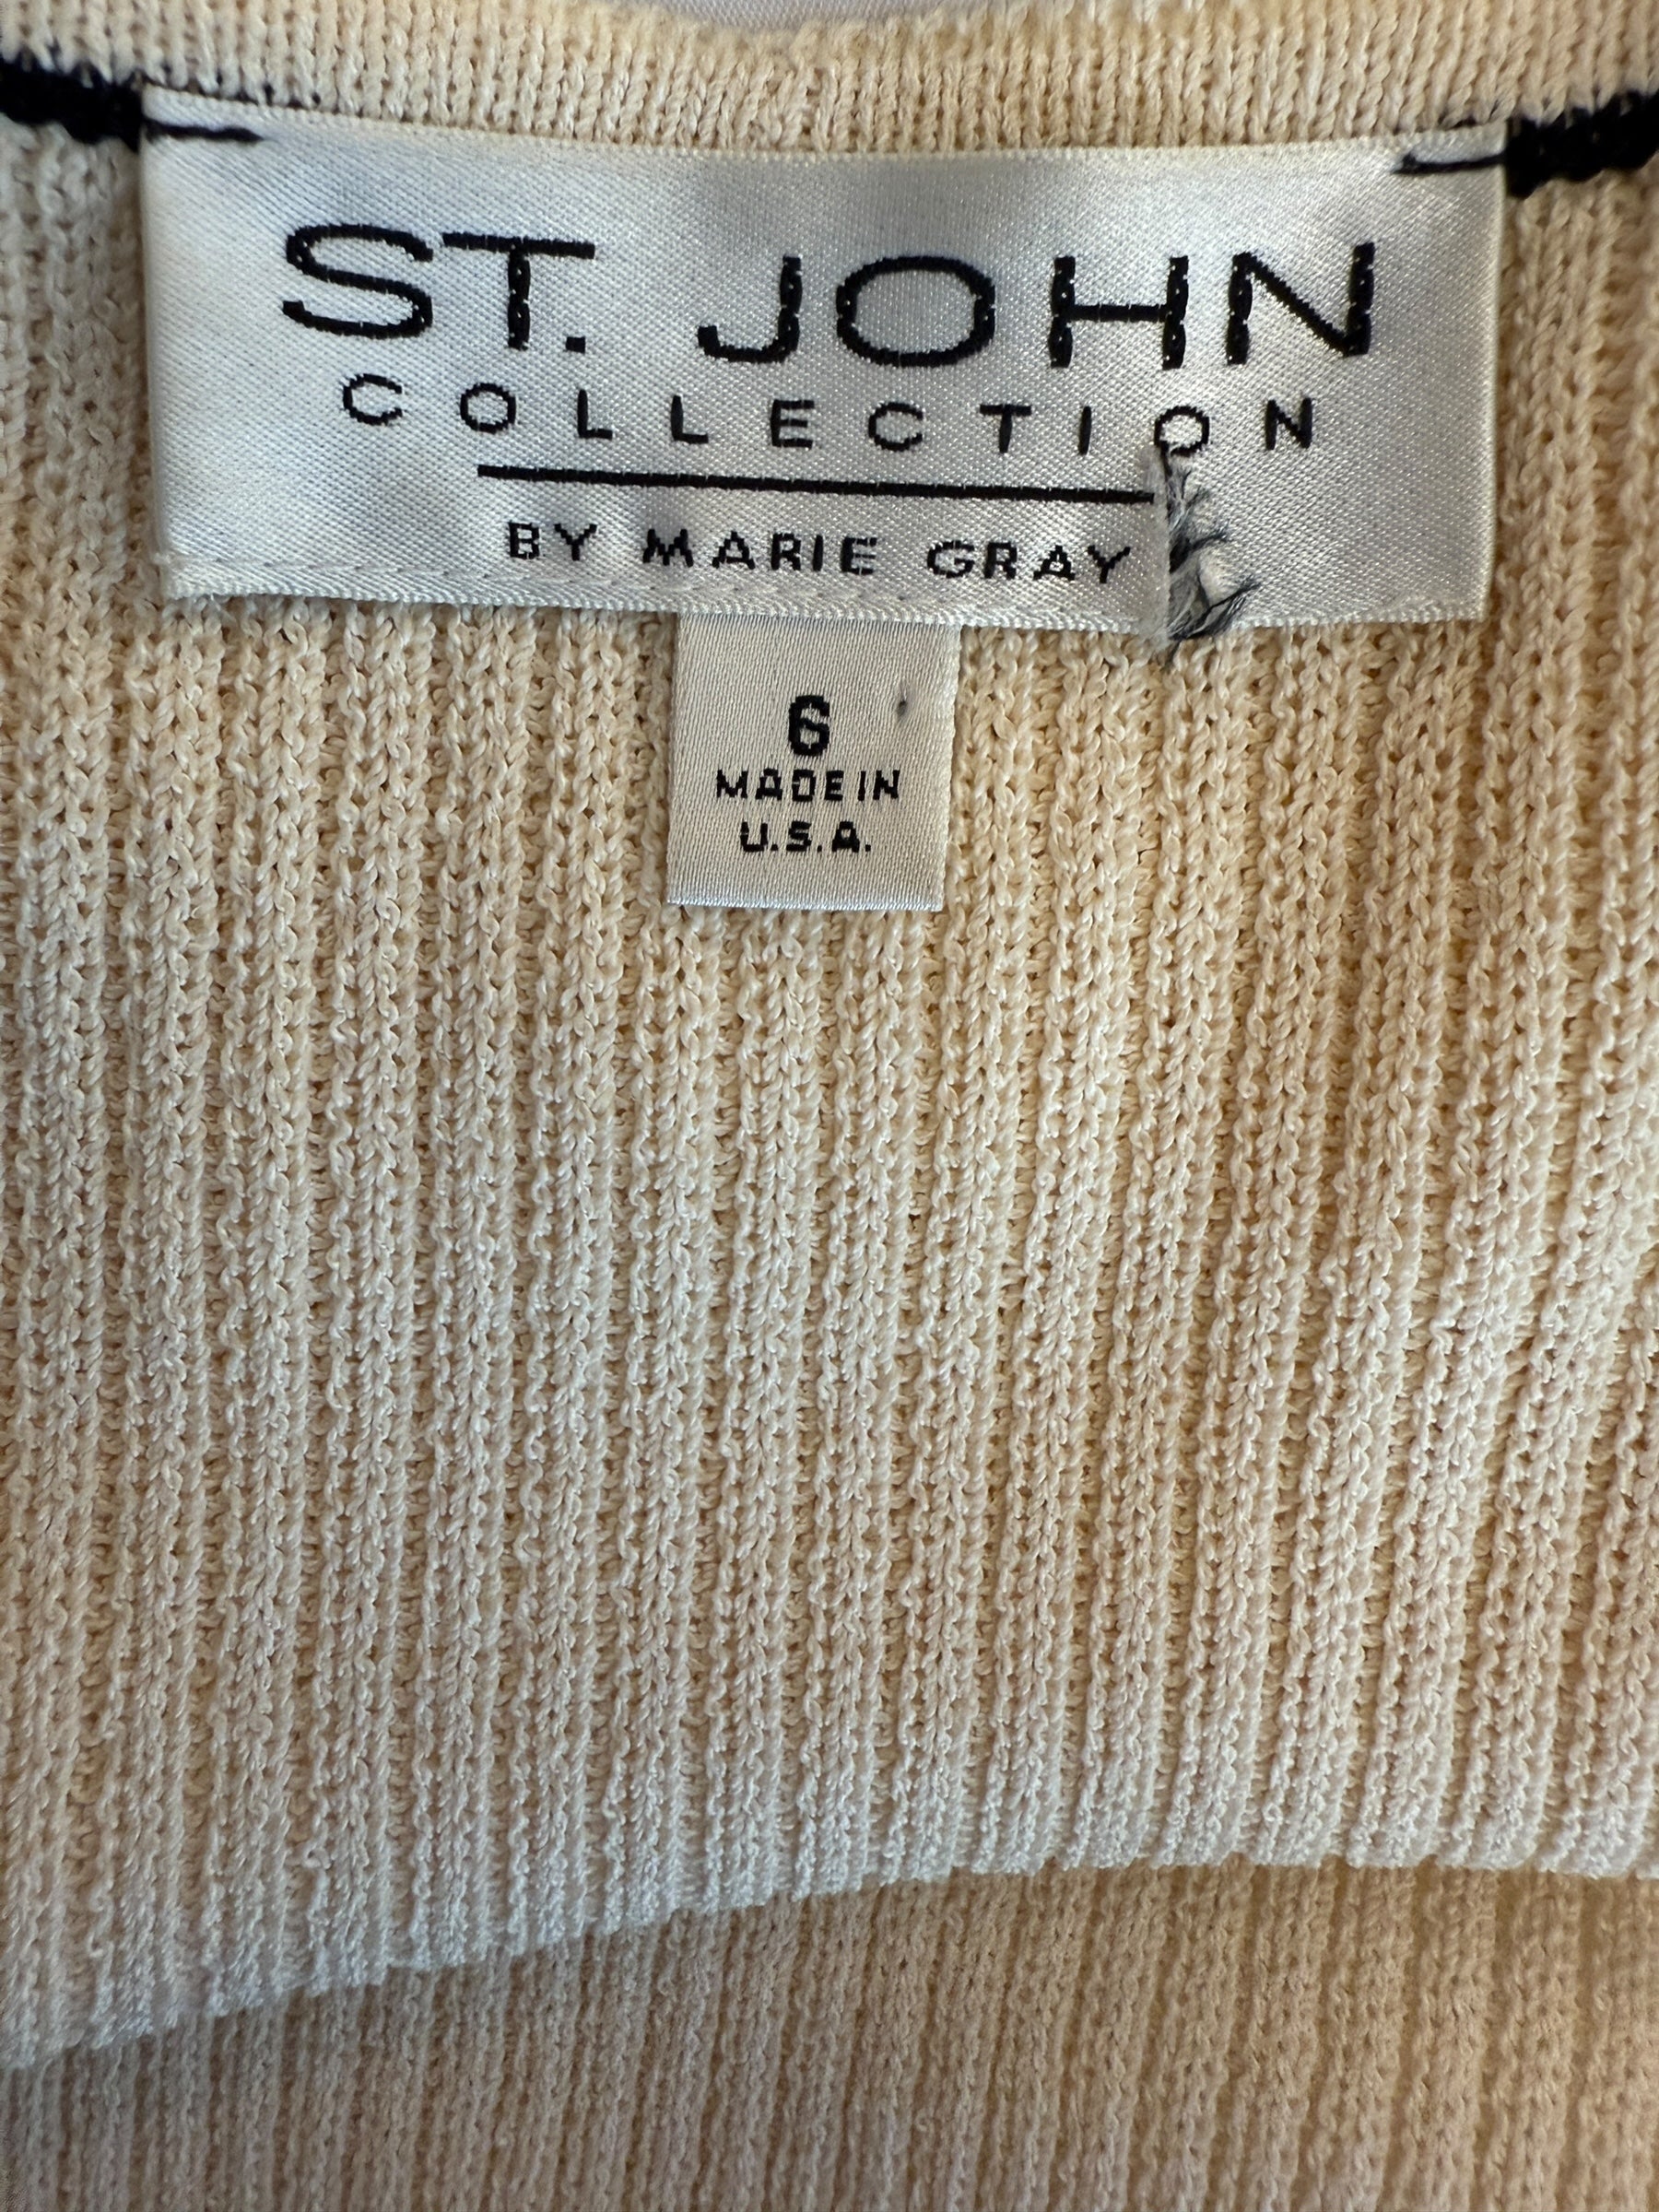 ST. JOHN
COLLECTION
BY MARIE GRAY
6
MADE IN
U.S.A.